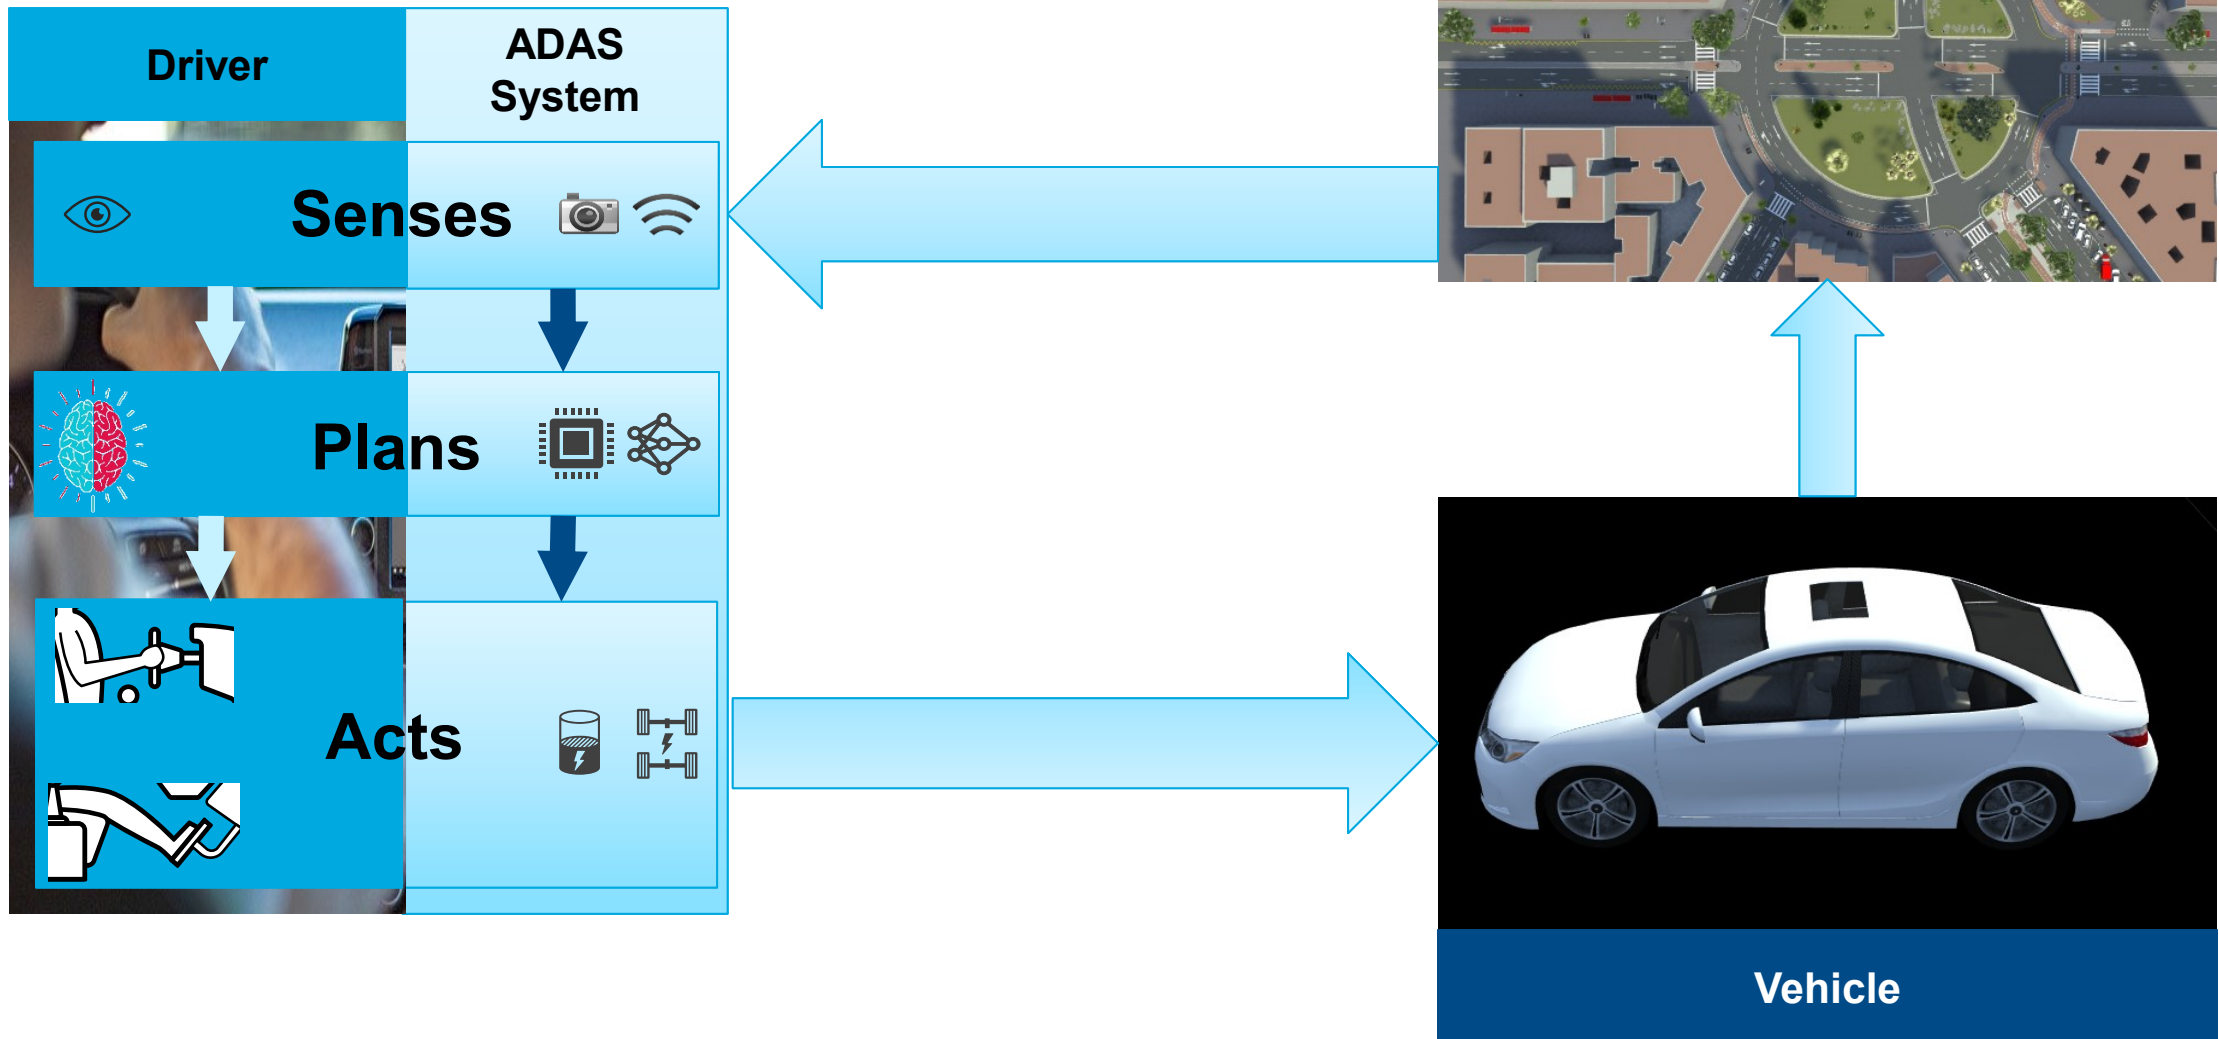 Driver
ADAS
System
Senses
Plans
Acts
Vehicle